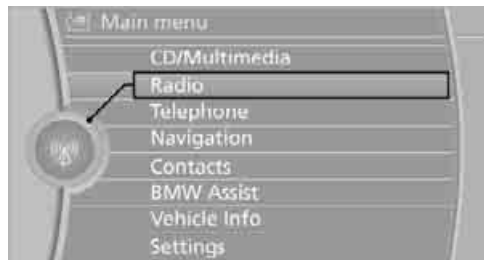 Main menu
CD/Multimedia
Radio
Telephone
Navigation
Contacts
BMW Assist
Vehicle Info
Settings